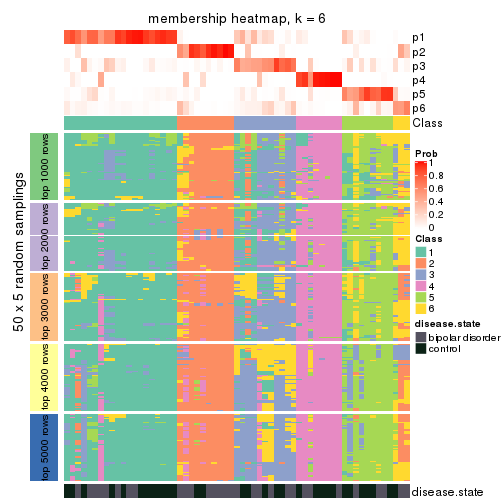 membership heatmap, k = 6
p1
p2
p3
p4
p5
p6
Class
50 x 5 random samplings
top 1000 rows
top 2000 rows
top 3000 rows
top 4000 rows
top 5000 rows
Prob
1
0.8
0.6
0.4
0.2
0
Class
1
2
3
4
5
6
disease.state
bipolar disorder
control
disease.state